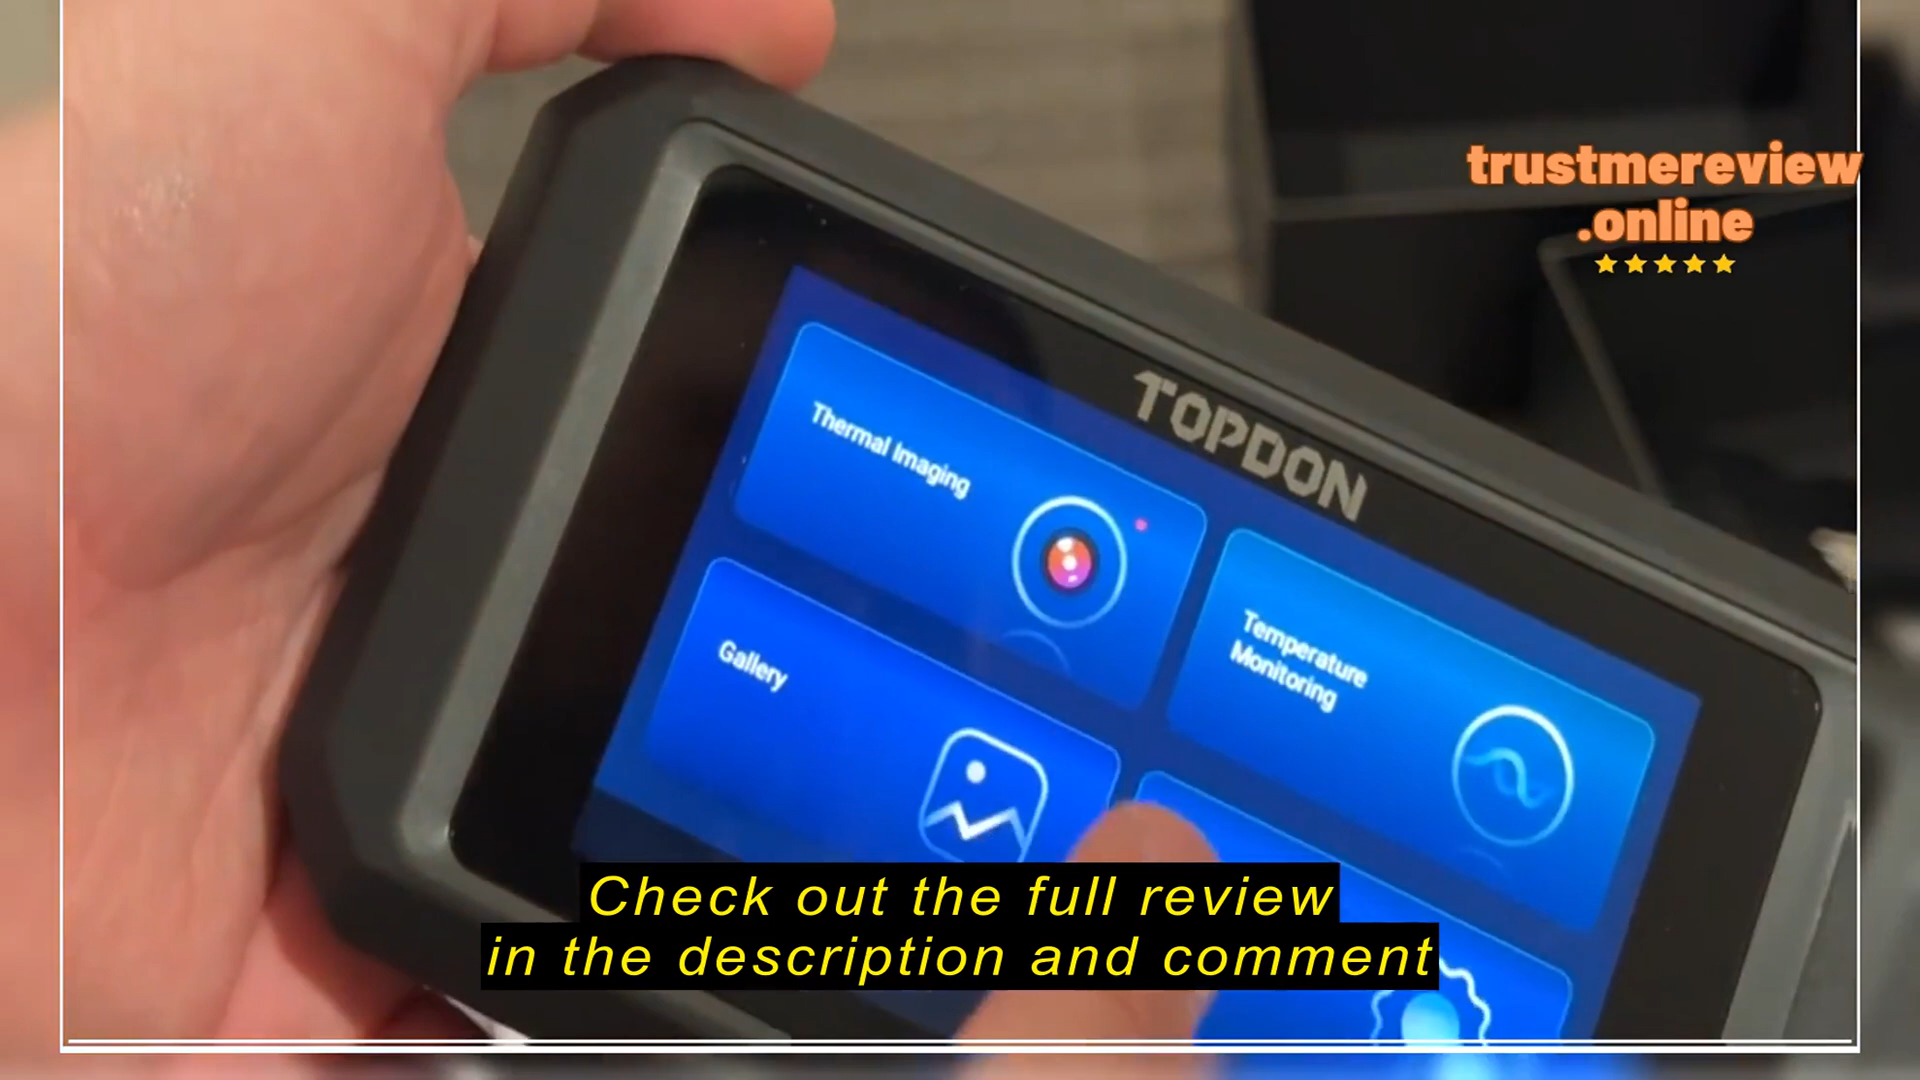 trustmereview
.online
TOPDON
Thermal Imaging
Temperature
Monitoring
Gallery
Check out the full review
in the description and comment